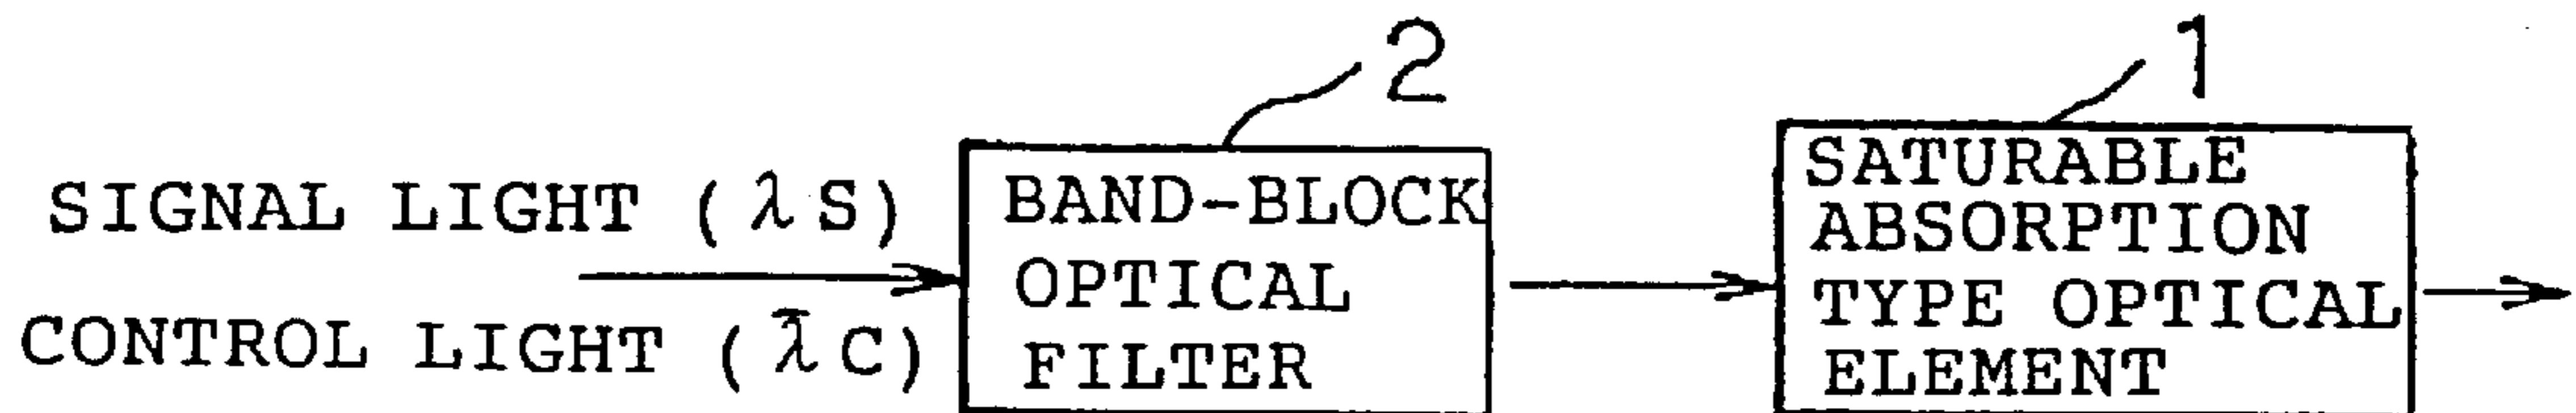 2
1
SIGNAL LIGHT (λS)
CONTROL LIGHT (λ̄C)
BAND-BLOCK
OPTICAL
FILTER
SATURABLE
ABSORPTION
TYPE OPTICAL
ELEMENT